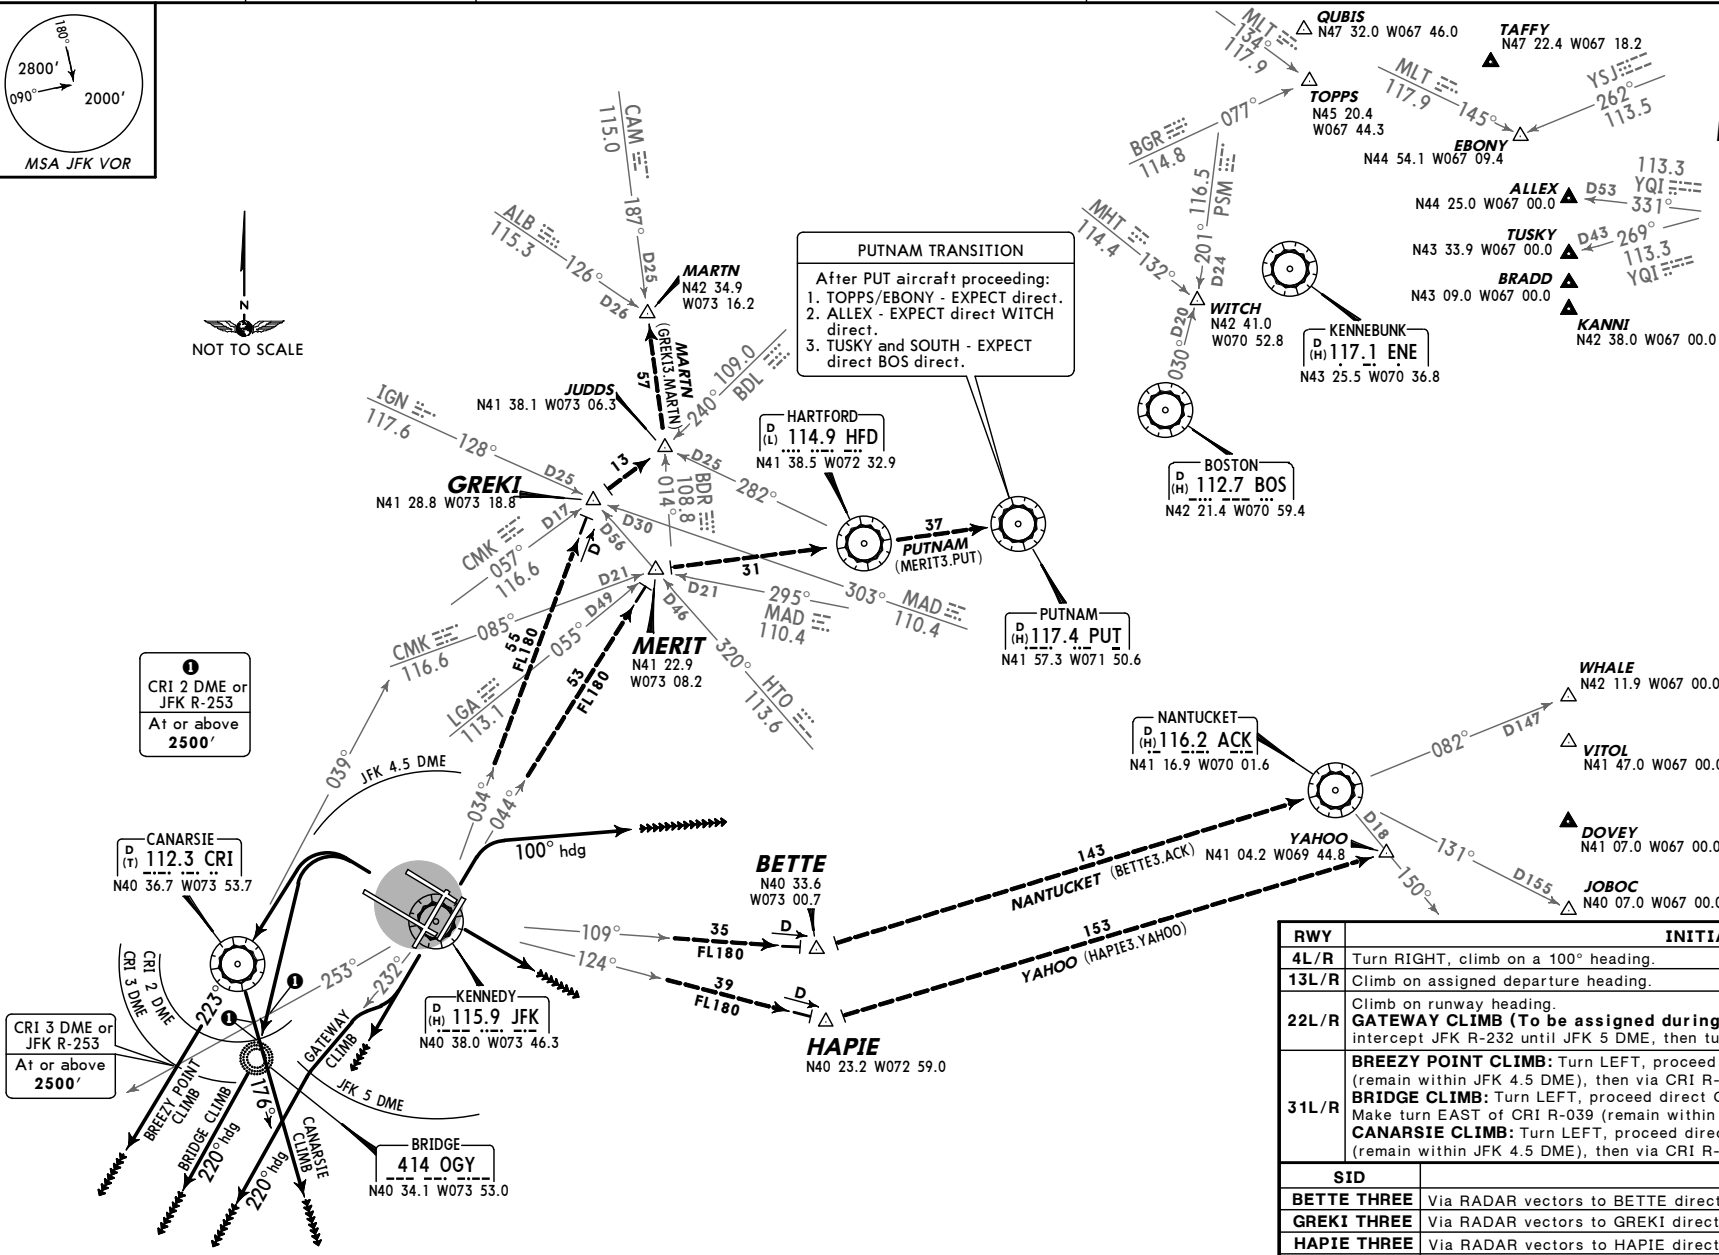 180°
2800'
090°
2000'
MSA JFK VOR
N
NOT TO SCALE
MLT
134°
117.9
QUBIS
N47 32.0 W067 46.0
TAFFY
N47 22.4 W067 18.2
TOPPS
N45 20.4
W067 44.3
MLT
117.9
145°
YSJ
262°
113.5
EBONY
N44 54.1 W067 09.4
BGR
114.8
077°
PSM
116.5
201°
D24
MHT
114.4
132°
030°
D20
WITCH
N42 41.0
W070 52.8
ALLEX
N44 25.0 W067 00.0
D53
113.3
YQI
331°
TUSKY
N43 33.9 W067 00.0
D43
269°
113.3
YQI
BRADD
N43 09.0 W067 00.0
KANNI
N42 38.0 W067 00.0
KENNEBUNK
D
(H) 117.1 ENE
N43 25.5 W070 36.8
BOSTON
D
(H) 112.7 BOS
N42 21.4 W070 59.4
CAM
115.0
187°
D25
ALB
115.3
126°
D26
MARTN
N42 34.9
W073 16.2
57
MARTN
(GREKI3.MARTN)
PUTNAM TRANSITION
After PUT aircraft proceeding:
1. TOPPS/EBONY - EXPECT direct.
2. ALLEX - EXPECT direct WITCH
direct.
3. TUSKY and SOUTH - EXPECT
direct BOS direct.
JUDDS
N41 38.1 W073 06.3
240°
109.0
BDL
IGN
117.6
128°
D25
13
GREKI
N41 28.8 W073 18.8
D25
282°
014°
BDR
108.8
HARTFORD
D
(L) 114.9 HFD
N41 38.5 W072 32.9
37
PUTNAM
(MERIT3.PUT)
31
PUTNAM
D
(H) 117.4 PUT
N41 57.3 W071 50.6
CMK
057°
116.6
D17
D
D30
D56
303°
MAD
110.4
D21
295°
MAD
110.4
CMK
116.6
085°
D21
LGA
113.1
055°
D49
D46
320°
HTO
113.6
MERIT
N41 22.9
W073 08.2
55
FL180
53
FL180
034°
044°
1
CRI 2 DME or
JFK R-253
At or above
2500'
039°
JFK 4.5 DME
CANARSIE
D
(T) 112.3 CRI
N40 36.7 W073 53.7
100° hdg
BETTE
N40 33.6
W073 00.7
109°
35
FL180
D
124°
39
FL180
D
HAPIE
N40 23.2 W072 59.0
143
NANTUCKET (BETTE3.ACK)
153
YAHOO (HAPIE3.YAHOO)
NANTUCKET
D
(H) 116.2 ACK
N41 16.9 W070 01.6
YAHOO
N41 04.2 W069 44.8
D18
150°
082°
D147
131°
D155
WHALE
N42 11.9 W067 00.0
VITOL
N41 47.0 W067 00.0
DOVEY
N41 07.0 W067 00.0
JOBOC
N40 07.0 W067 00.0
KENNEDY
D
(H) 115.9 JFK
N40 38.0 W073 46.3
CRI 2 DME
CRI 3 DME
223°
253°
232°
1
1
CRI 3 DME or
JFK R-253
At or above
2500'
BREEZY POINT
CLIMB
BRIDGE CLIMB
220° hdg
176°
CANARSIE
CLIMB
GATEWAY
CLIMB
220° hdg
JFK 5 DME
BRIDGE
414 OGY
N40 34.1 W073 53.0
RWY
INITIA
4L/R
Turn RIGHT, climb on a 100° heading.
13L/R
Climb on assigned departure heading.
22L/R
Climb on runway heading.
GATEWAY CLIMB (To be assigned during
intercept JFK R-232 until JFK 5 DME, then tu
31L/R
BREEZY POINT CLIMB: Turn LEFT, proceed
(remain within JFK 4.5 DME), then via CRI R-
BRIDGE CLIMB: Turn LEFT, proceed direct C
Make turn EAST of CRI R-039 (remain within
CANARSIE CLIMB: Turn LEFT, proceed direc
(remain within JFK 4.5 DME), then via CRI R-
SID
BETTE THREE
Via RADAR vectors to BETTE direct
GREKI THREE
Via RADAR vectors to GREKI direct
HAPIE THREE
Via RADAR vectors to HAPIE direct